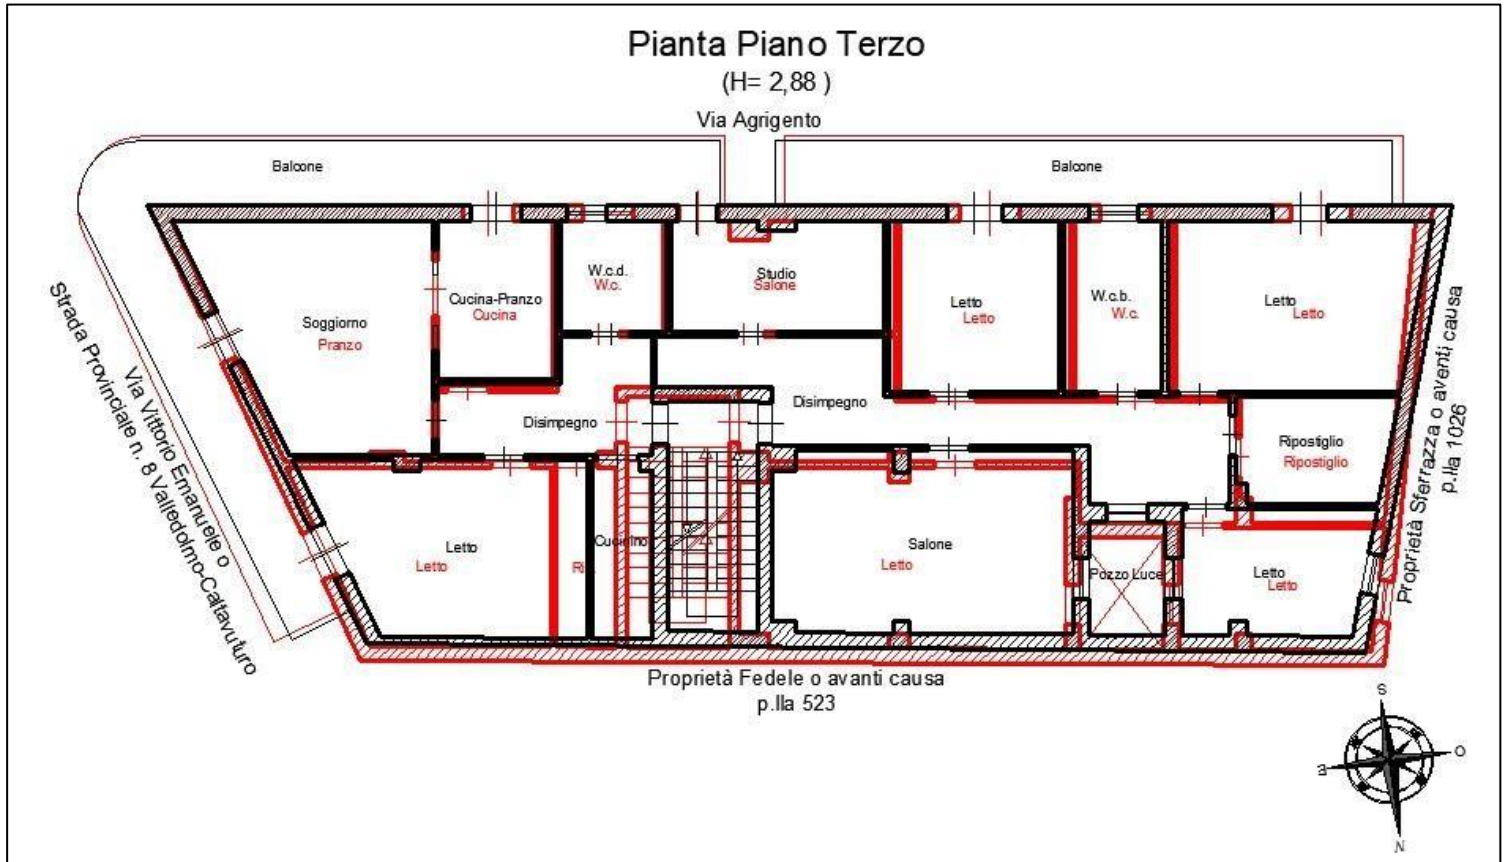 Pianta Piano Terzo
(H= 2,88 )
Via Agrigento
Balcone
Balcone
Soggiorno
Pranzo
Cucina-Pranzo
Cucina
W.c.d.
W.c.
Studio
Salone
Letto
Letto
W.c.b.
W.c.
Letto
Letto
Disimpegno
Disimpegno
Ripostiglio
Ripostiglio
Letto
Letto
Cucinino
Salone
Letto
Pozzo Luce
Letto
Letto
Via Vittorio Emanuele o
Strada Provinciale n. 8 Valledolmo-Caltavuturo
Proprietà Sferrazza o aventi causa
p.lla 1026
Proprietà Fedele o avanti causa
p.lla 523
S
O
N